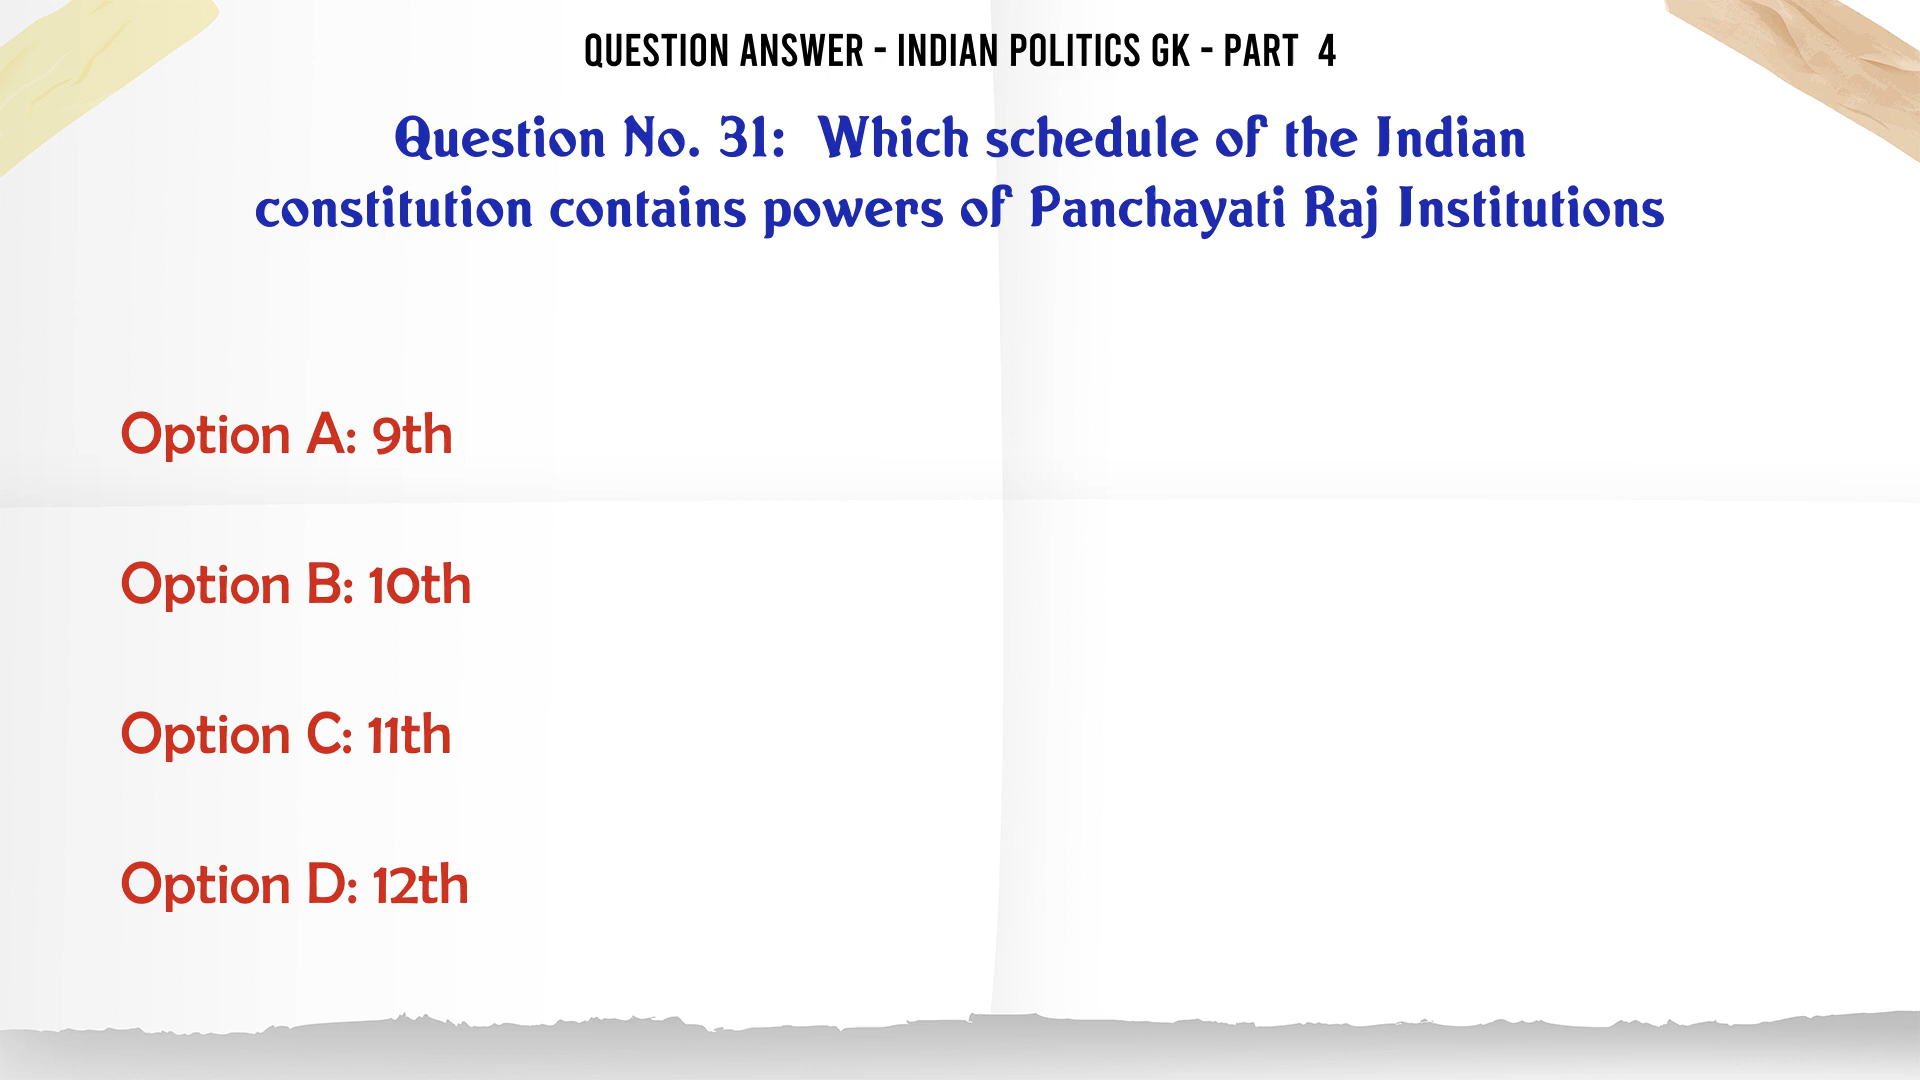 QUESTION ANSWER - INDIAN POLITICS GK - PART 4
Question No. 31: Which schedule of the Indian
constitution contains powers of Panchayati Raj Institutions
Option A: 9th
Option B: 10th
Option C: 11th
Option D: 12th